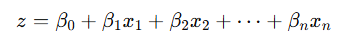 z = β₀ + β₁x₁ + β₂x₂ + ⋯ + βₙxₙ